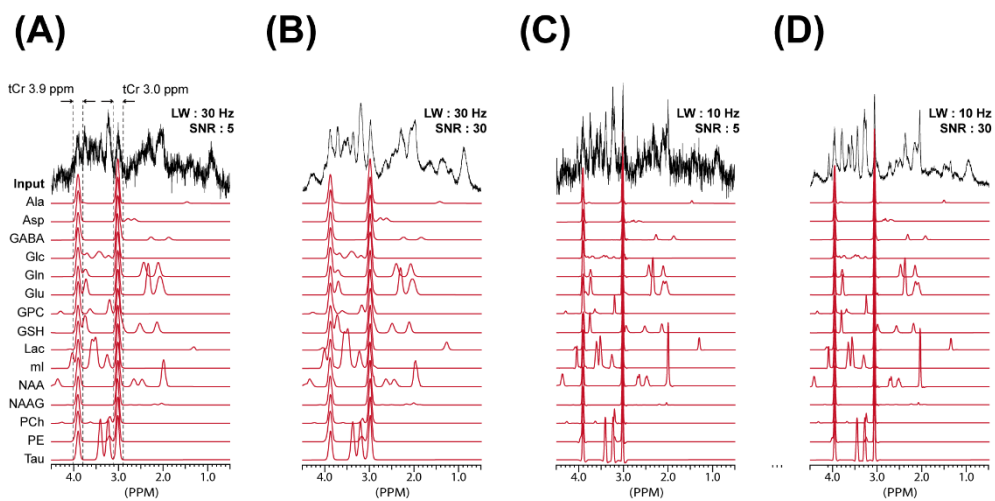 (A) (B) (C) (D)
tCr 3.9 ppm tCr 3.0 ppm
LW : 30 Hz
SNR : 5
LW : 30 Hz
SNR : 30
LW : 10 Hz
SNR : 5
LW : 10 Hz
SNR : 30
Input
Ala
Asp
GABA
Glc
Gln
Glu
GPC
GSH
Lac
mI
NAA
NAAG
PCh
PE
Tau
...
4.0 3.0 2.0 1.0
(PPM)
4.0 3.0 2.0 1.0
(PPM)
4.0 3.0 2.0 1.0
(PPM)
4.0 3.0 2.0 1.0
(PPM)